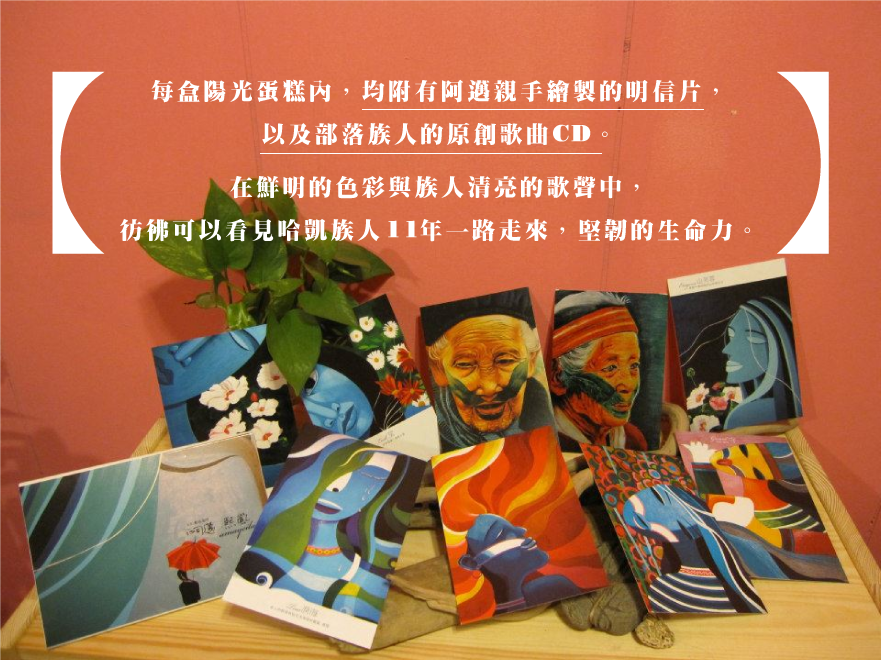 每盒陽光蛋糕內，均附有阿邁親手繪製的明信片，
以及部落族人的原創歌曲CD。
在鮮明的色彩與族人清亮的歌聲中，
彷彿可以看見哈凱族人11年一路走來，堅韌的生命力。